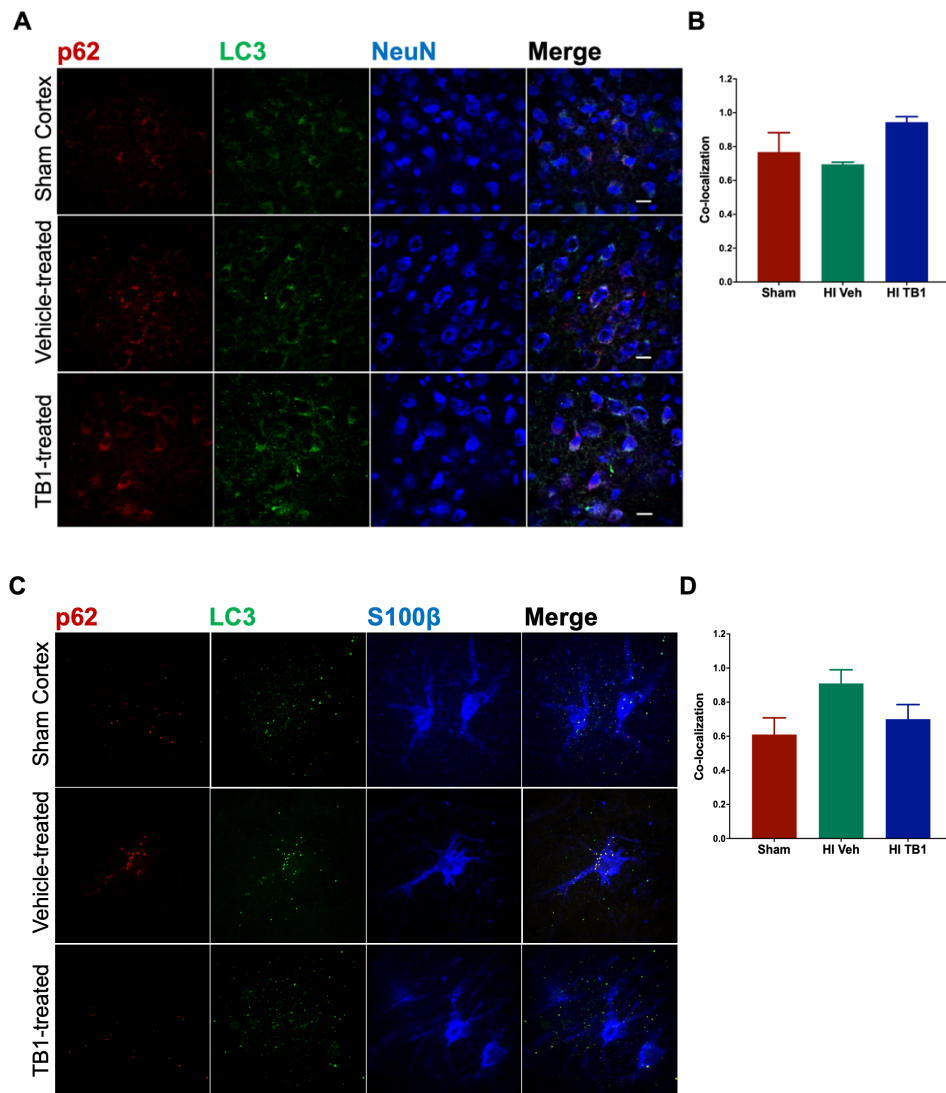 A
p62 LC3 NeuN Merge
Sham Cortex
Vehicle-treated
TB1-treated
B
1.2
1.0
0.8
0.6
0.4
0.2
0.0
Co-localization
Sham HI Veh HI TB1
C
p62 LC3 S100β Merge
Sham Cortex
Vehicle-treated
TB1-treated
D
1.2
1.0
0.8
0.6
0.4
0.2
0.0
Co-localization
Sham HI Veh HI TB1